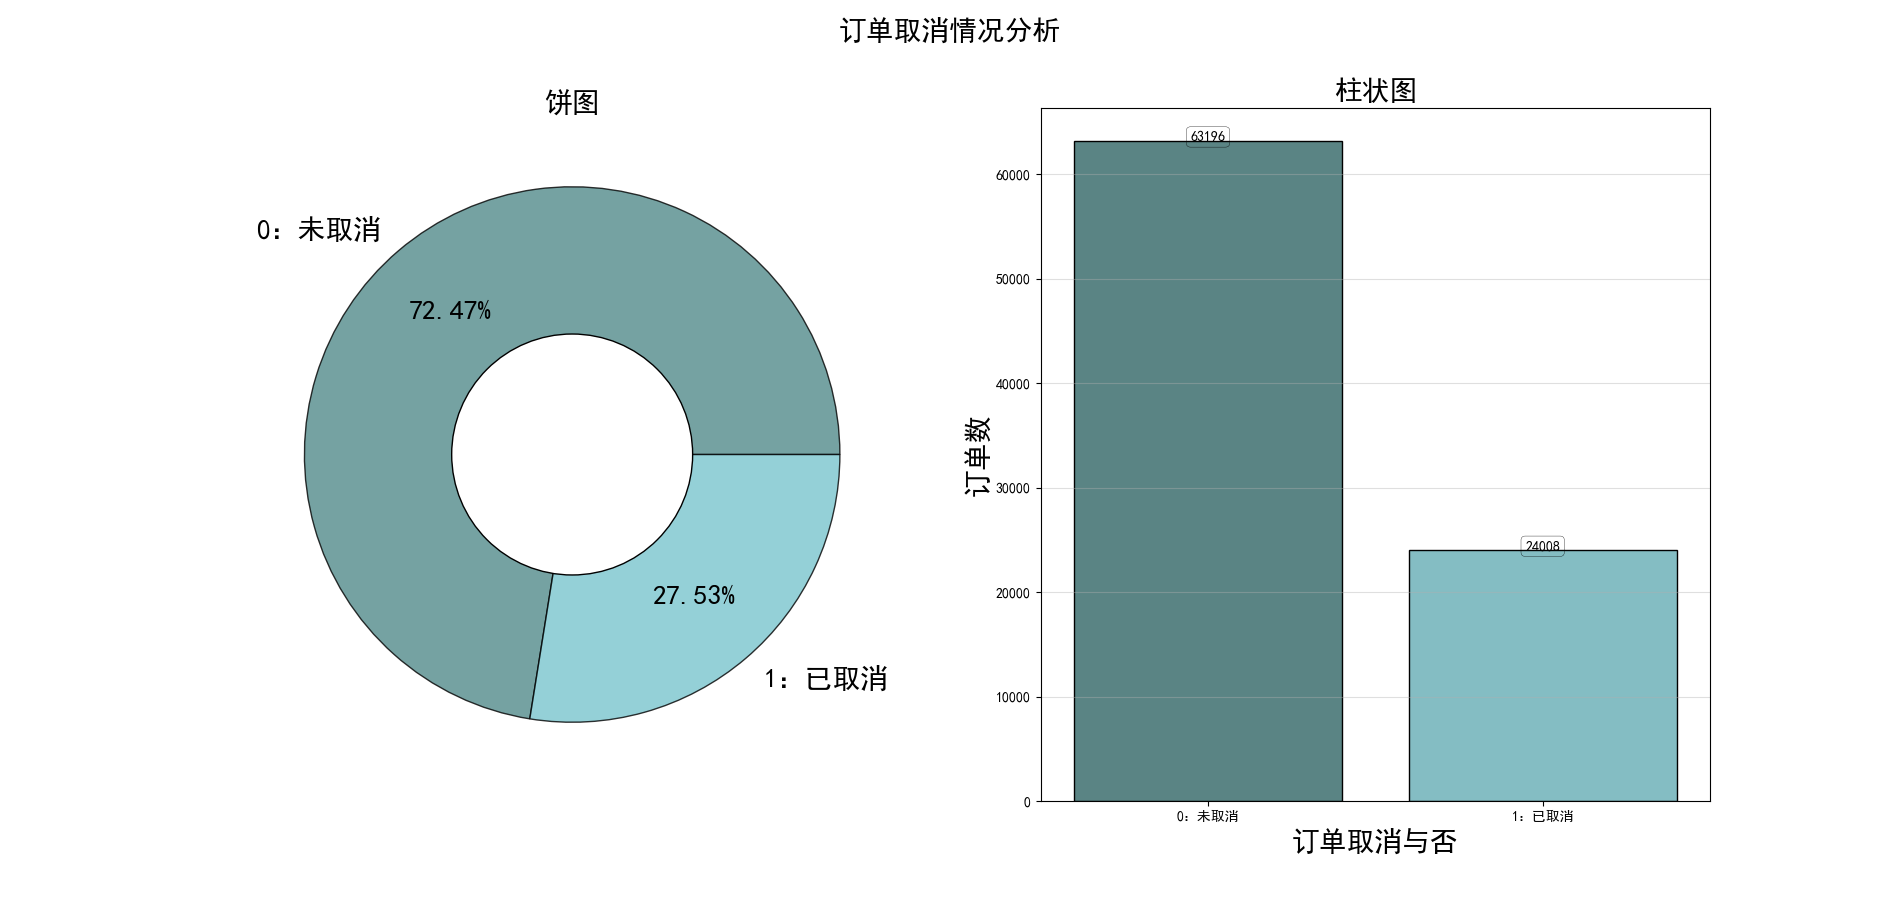 订单取消情况分析
饼图
0：未取消
72.47%
27.53%
1：已取消
柱状图
订单数
60000
50000
40000
30000
20000
10000
0
63196
24008
0：未取消
1：已取消
订单取消与否